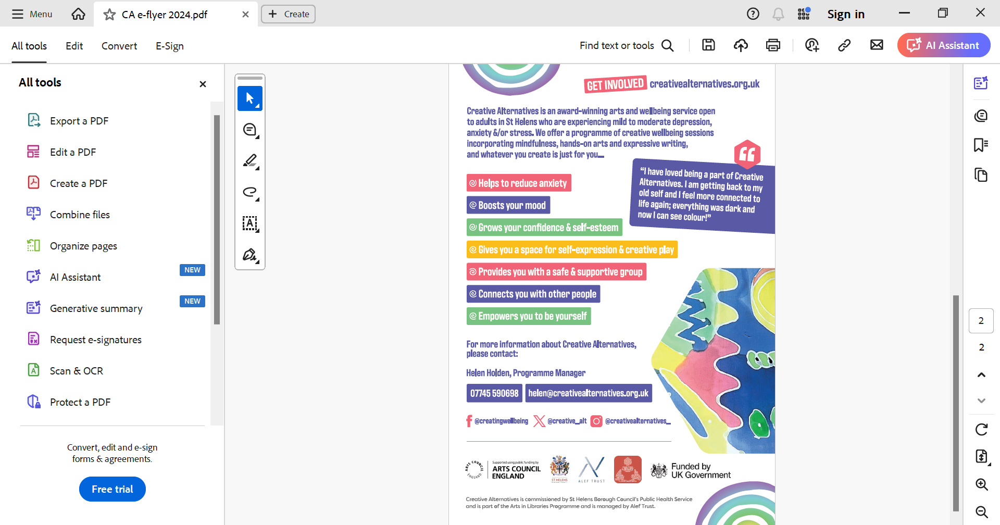 Menu
CA e-flyer 2024.pdf
Create
Sign in
All tools
Edit
Convert
E-Sign
Find text or tools
AI Assistant
All tools
Export a PDF
Edit a PDF
Create a PDF
Combine files
Organize pages
AI Assistant
NEW
Generative summary
NEW
Request e-signatures
Scan & OCR
Protect a PDF
Convert, edit and e-sign
forms & agreements.
Free trial
GET INVOLVED creativealternatives.org.uk
Creative Alternatives is an award-winning arts and wellbeing service open
to adults in St Helens who are experiencing mild to moderate depression,
anxiety &/or stress. We offer a programme of creative wellbeing sessions
incorporating mindfulness, hands-on arts and expressive writing,
and whatever you create is just for you...
“I have loved being a part of Creative
Alternatives. I am getting back to my
old self and I feel more connected to
life again; everything was dark and
now I can see colour!”
Helps to reduce anxiety
Boosts your mood
Grows your confidence & self-esteem
Gives you a space for self-expression & creative play
Provides you with a safe & supportive group
Connects you with other people
Empowers you to be yourself
For more information about Creative Alternatives,
please contact:
Helen Holden, Programme Manager
07745 590698 helen@creativealternatives.org.uk
@creatingwellbeing @creative_alt @creativealternatives_
ARTS COUNCIL ENGLAND
Supported using public funding by
ARTS COUNCIL
ENGLAND
ST HELENS
ALEF TRUST
LIBRARY
Funded by
UK Government
Creative Alternatives is commissioned by St Helens Borough Council's Public Health Service
and is part of the Arts in Libraries Programme and is managed by Alef Trust.
2
2